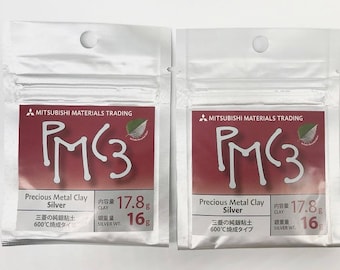 MITSUBISHI MATERIALS TRADING
PMC3
Precious Metal Clay
Silver
三菱の純銀粘土
600℃焼成タイプ
内容量
CLAY
17.8g
銀重量
SILVER WT.
16g
MITSUBISHI MATERIALS TRADING
PMC3
Precious Metal Clay
Silver
三菱の純銀粘土
600℃焼成タイプ
内容量
CLAY
17.8g
銀重量
SILVER WT.
16g